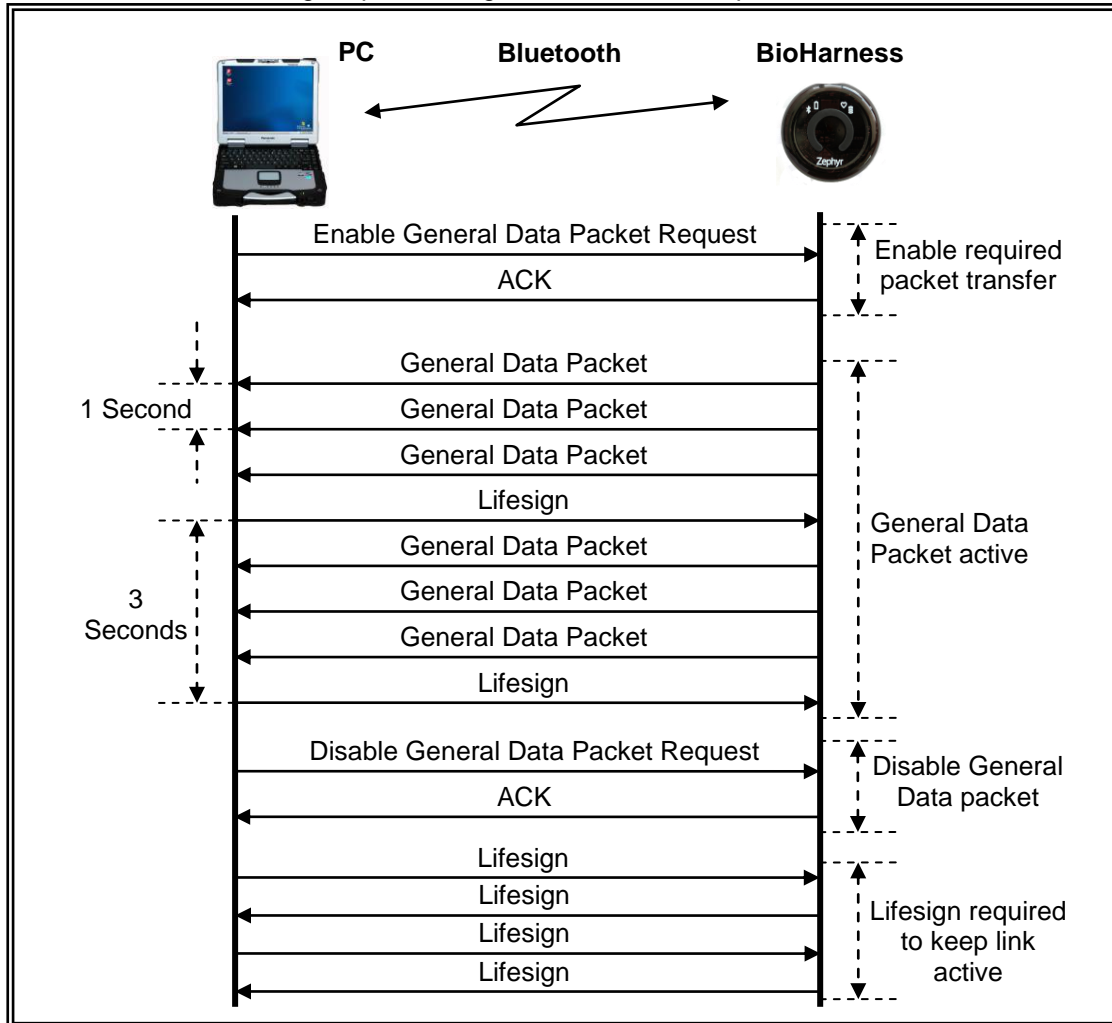 PC
Bluetooth
BioHarness
Zephyr
Enable General Data Packet Request
Enable required
packet transfer
ACK
General Data Packet
1 Second
General Data Packet
General Data Packet
Lifesign
General Data
Packet active
General Data Packet
3
Seconds
General Data Packet
General Data Packet
Lifesign
Disable General Data Packet Request
Disable General
Data packet
ACK
Lifesign
Lifesign
Lifesign required
to keep link
active
Lifesign
Lifesign